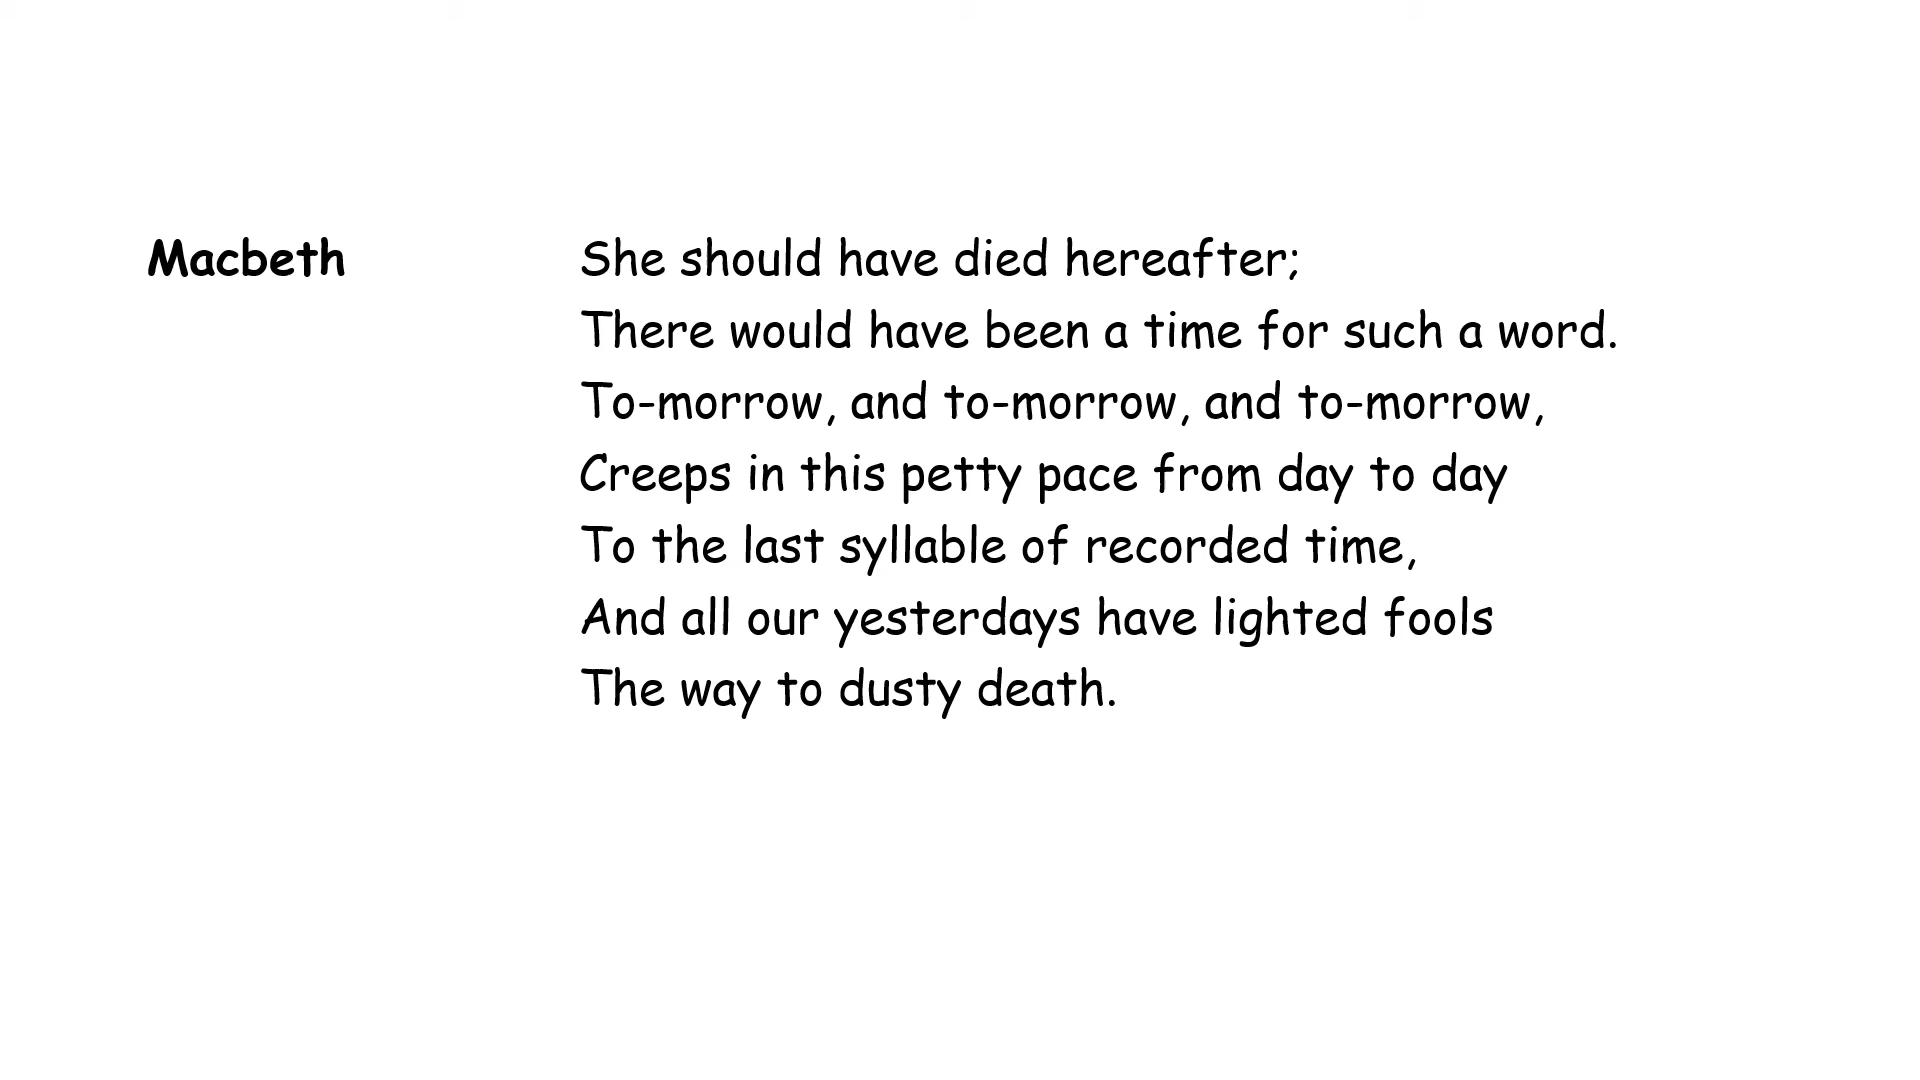 Macbeth She should have died hereafter;
There would have been a time for such a word.
To-morrow, and to-morrow, and to-morrow,
Creeps in this petty pace from day to day
To the last syllable of recorded time,
And all our yesterdays have lighted fools
The way to dusty death.